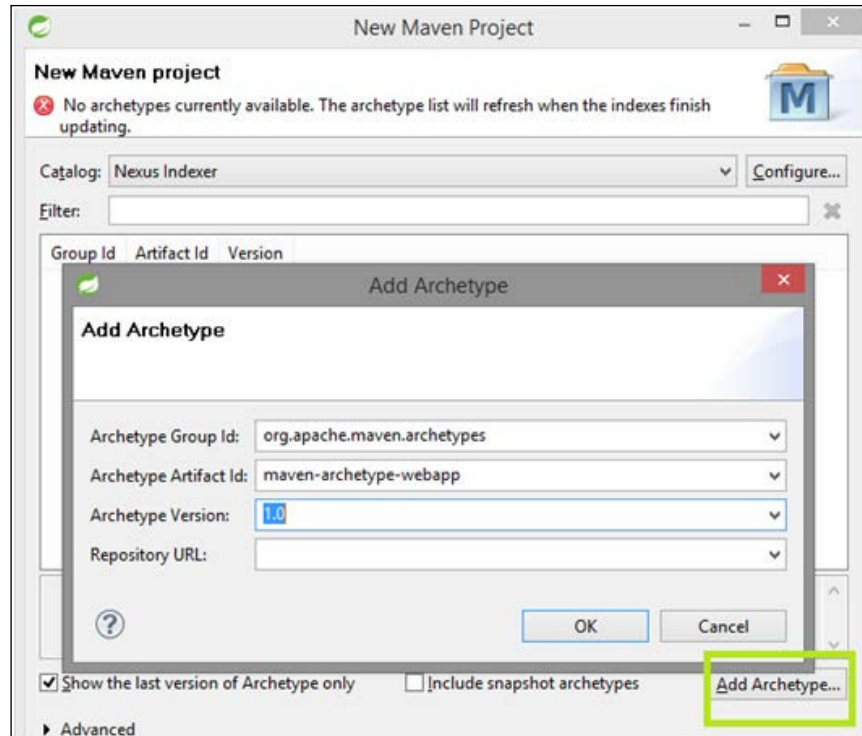 New Maven Project
New Maven project
No archetypes currently available. The archetype list will refresh when the indexes finish
updating.
M
Catalog: Nexus Indexer Configure...
Filter:
Group Id Artifact Id Version
Add Archetype
Add Archetype
Archetype Group Id: org.apache.maven.archetypes
Archetype Artifact Id: maven-archetype-webapp
Archetype Version: 1.0
Repository URL:
? OK Cancel
Show the last version of Archetype only Include snapshot archetypes Add Archetype...
Advanced